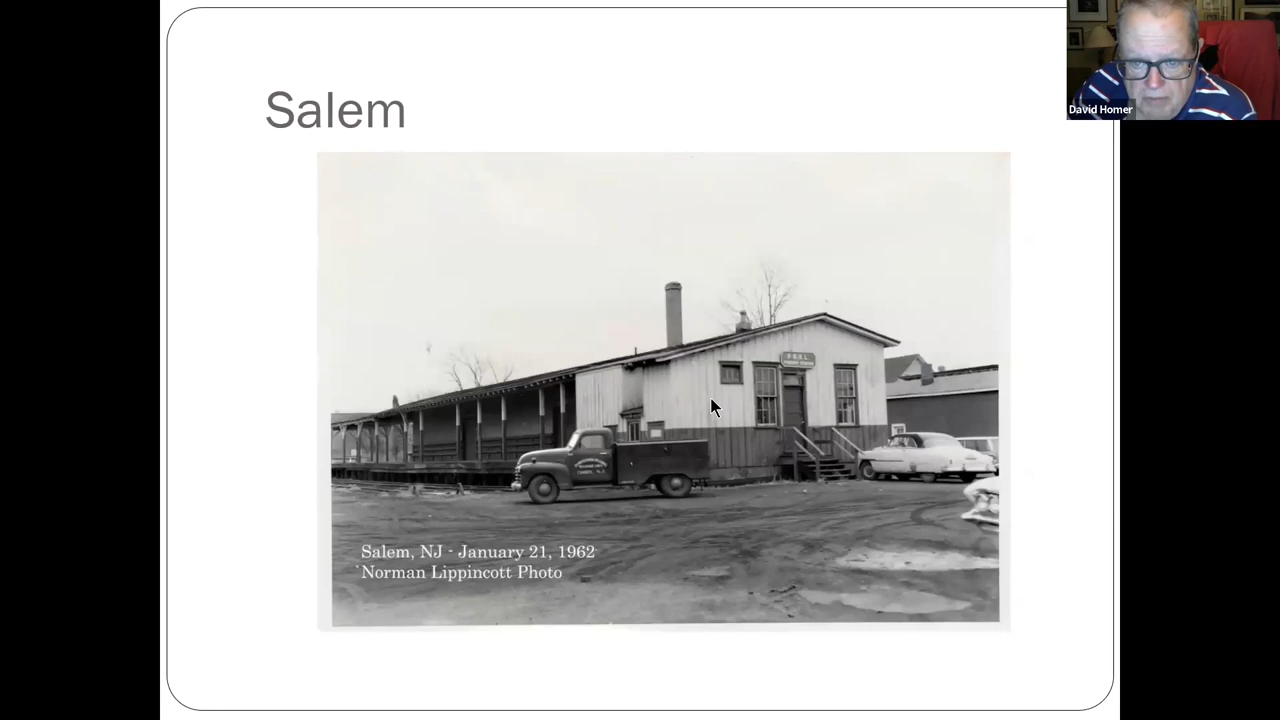 Salem
David Homer
Salem, NJ - January 21, 1962
Norman Lippincott Photo